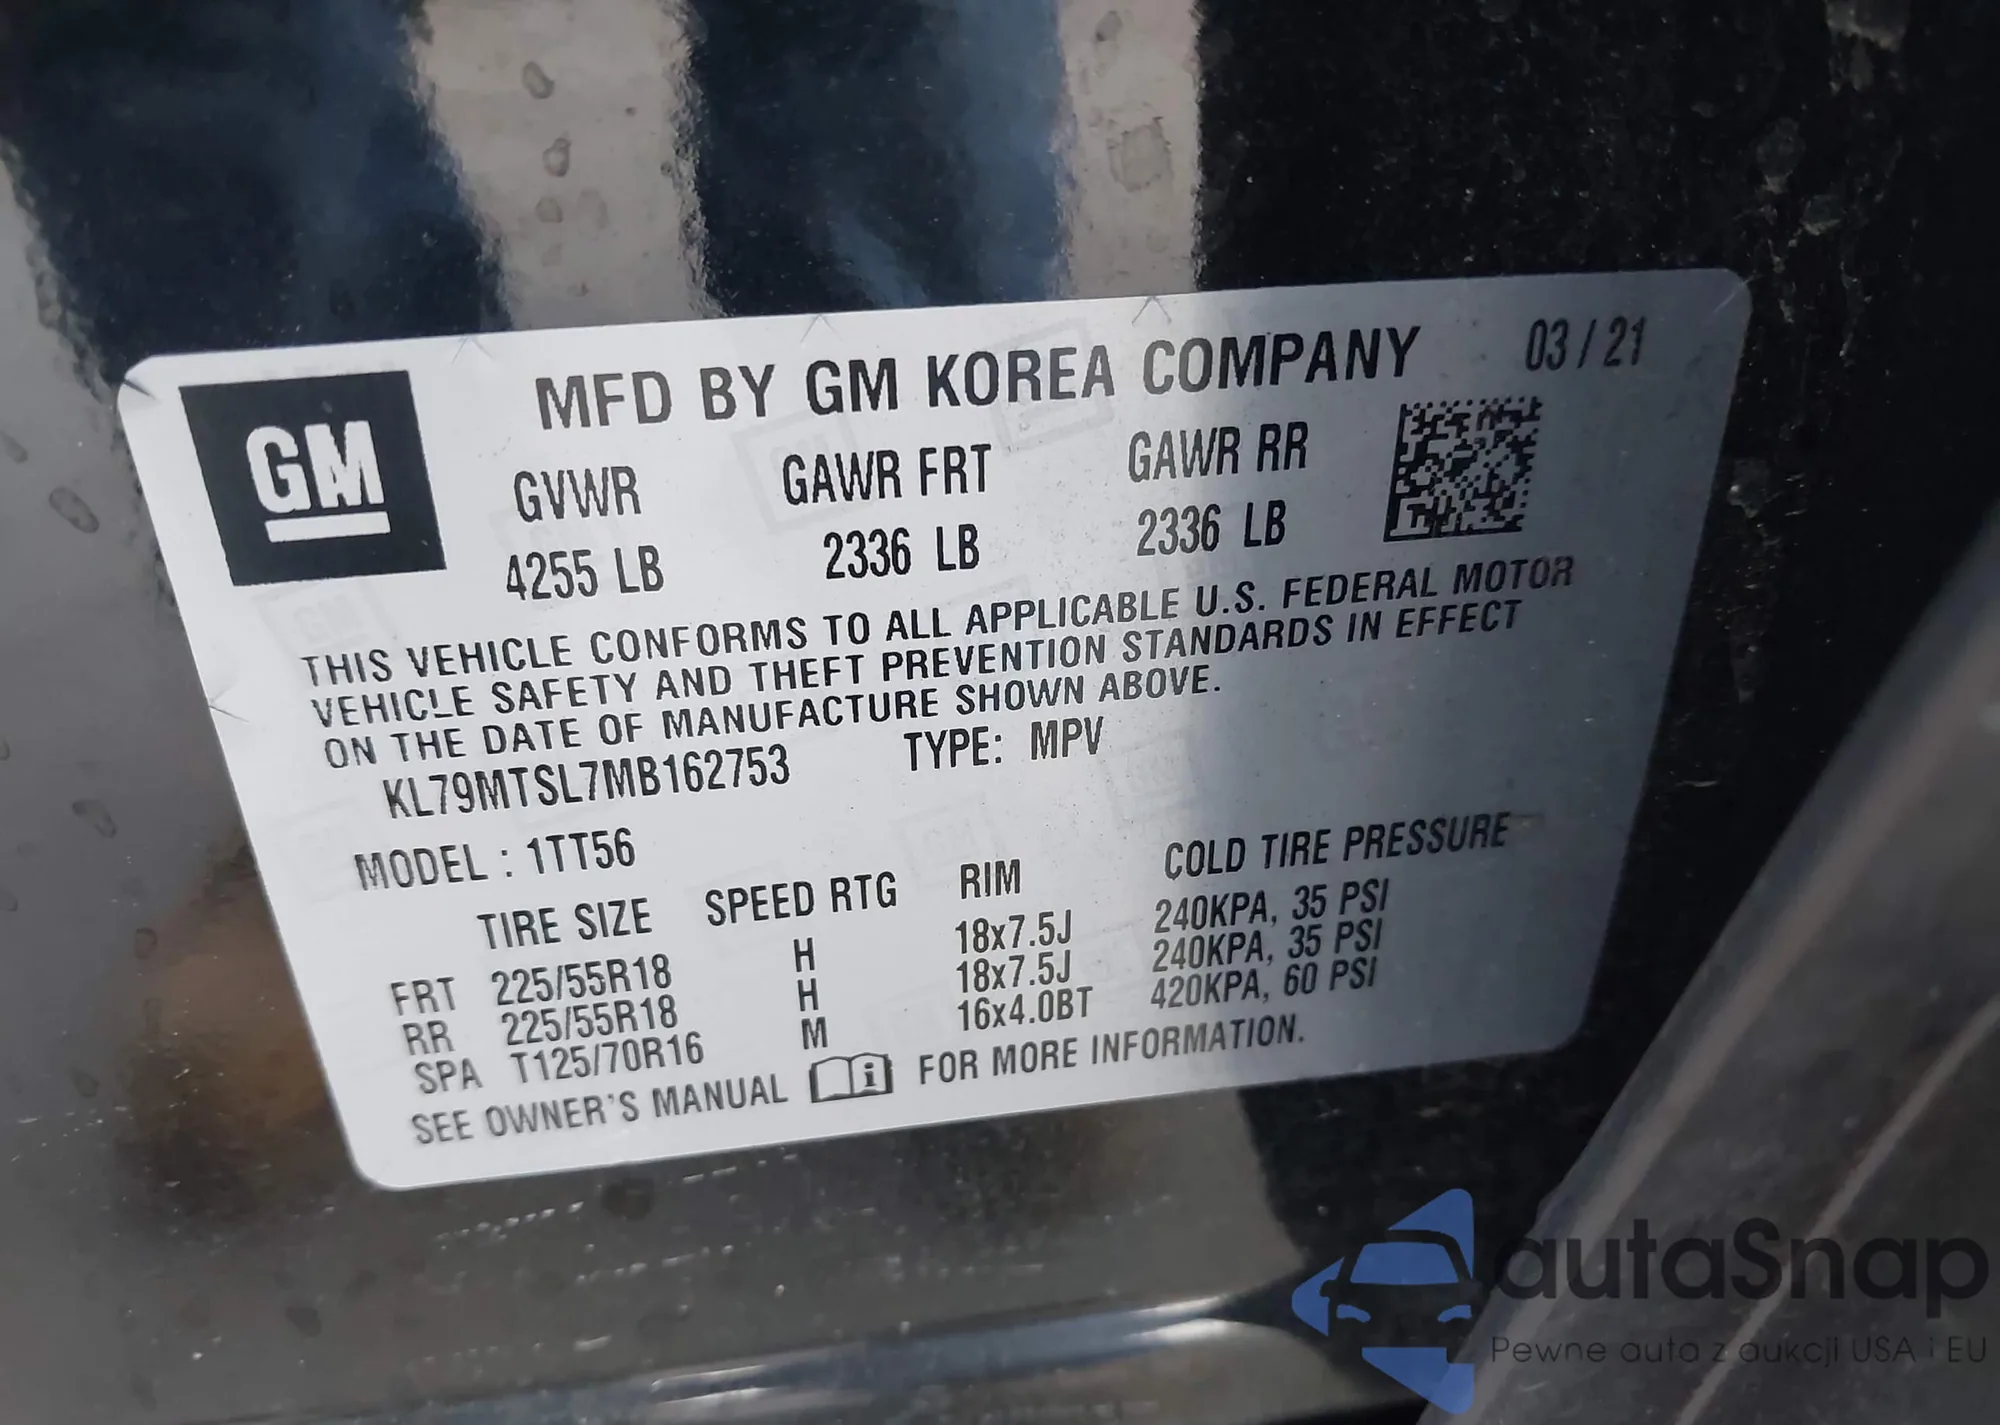 GM
MFD BY GM KOREA COMPANY 03 / 21
GVWR GAWR FRT GAWR RR
4255 LB 2336 LB 2336 LB
THIS VEHICLE CONFORMS TO ALL APPLICABLE U.S. FEDERAL MOTOR
VEHICLE SAFETY AND THEFT PREVENTION STANDARDS IN EFFECT
ON THE DATE OF MANUFACTURE SHOWN ABOVE.
KL79MTSL7MB162753 TYPE: MPV
MODEL : 1TT56
TIRE SIZE SPEED RTG RIM COLD TIRE PRESSURE
FRT 225/55R18 H 18x7.5J 240KPA, 35 PSI
RR 225/55R18 H 18x7.5J 240KPA, 35 PSI
SPA T125/70R16 M 16x4.0BT 420KPA, 60 PSI
SEE OWNER'S MANUAL i FOR MORE INFORMATION.
autaSnap
Pewne auta z aukcji USA i EU